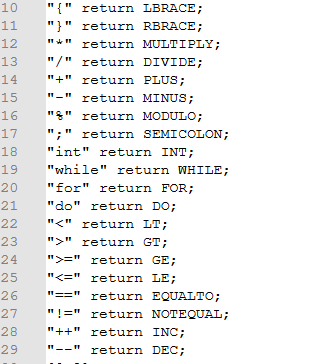 10 "{" return LBRACE;
11 "}" return RBRACE;
12 "*" return MULTIPLY;
13 "/" return DIVIDE;
14 "+" return PLUS;
15 "-" return MINUS;
16 "%" return MODULO;
17 ";" return SEMICOLON;
18 "int" return INT;
19 "while" return WHILE;
20 "for" return FOR;
21 "do" return DO;
22 "<" return LT;
23 ">" return GT;
24 ">=" return GE;
25 "<=" return LE;
26 "==" return EQUALTO;
27 "!=" return NOTEQUAL;
28 "++" return INC;
29 "--" return DEC;